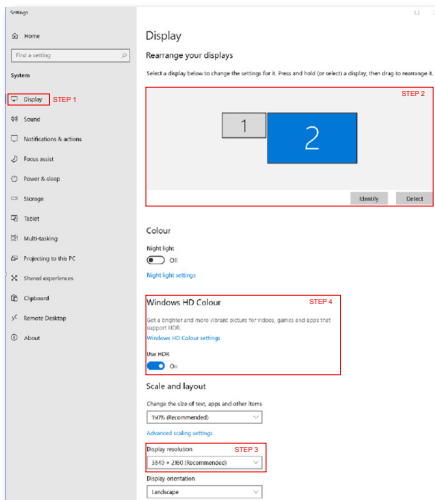 Settings
Home
Find a setting
System
Display STEP 1
Sound
Notifications & actions
Focus assist
Power & sleep
Storage
Tablet
Multi-tasking
Projecting to this PC
Shared experiences
Clipboard
Remote Desktop
About
Display
Rearrange your displays
Select a display below to change the settings for it. Press and hold (or select) a display, then drag to rearrange it.
STEP 2
1 2
Identify Detect
Colour
Night light
Off
Night light settings
Windows HD Colour STEP 4
Get a brighter and more vibrant picture for videos, games and apps that
support HDR.
Windows HD Colour settings
Use HDR
On
Scale and layout
Change the size of text, apps and other items
150% (Recommended)
Advanced scaling settings
Display resolution STEP 3
3840 × 2160 (Recommended)
Display orientation
Landscape